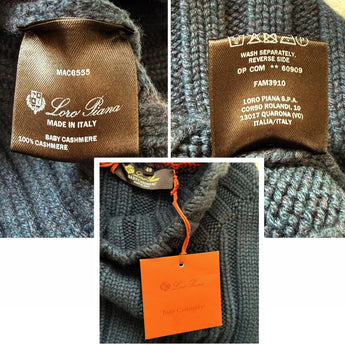 MACG555
Loro Piana
MADE IN ITALY
BABY CASHMERE
100% CASHMERE
WASH SEPARATELY
REVERSE SIDE
OP COM ** 60909
FAM3910
LORO PIANA S.P.A.
CORSO ROLANDI, 10
13017 QUARONA (VC)
ITALIA/ITALY
Loro Piana
Baby Cashmere